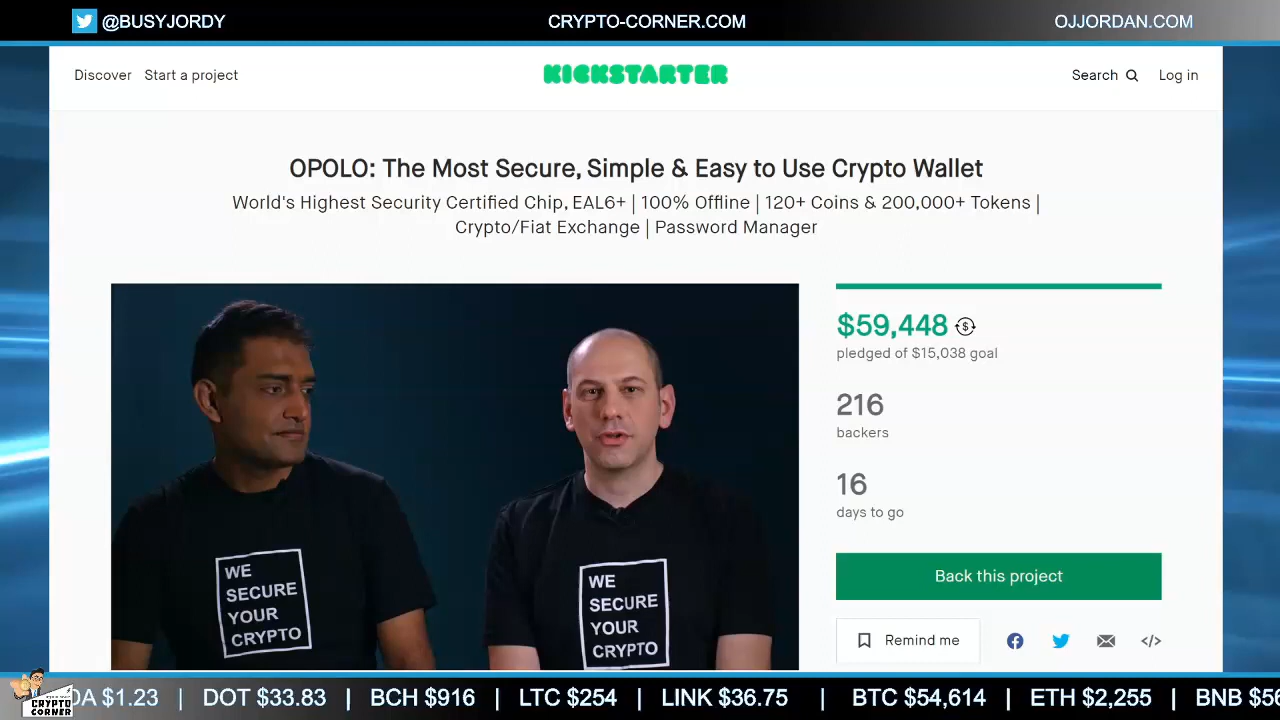 @BUSYJORDY
CRYPTO-CORNER.COM
OJJORDAN.COM
Discover Start a project
KICKSTARTER
Search Log in
OPOLO: The Most Secure, Simple & Easy to Use Crypto Wallet
World's Highest Security Certified Chip, EAL6+ | 100% Offline | 120+ Coins & 200,000+ Tokens |
Crypto/Fiat Exchange | Password Manager
$59,448
pledged of $15,038 goal
216
backers
16
days to go
Back this project
Remind me
WE
SECURE
YOUR
CRYPTO
WE
SECURE
YOUR
CRYPTO
CRYPTO
CORNER
DA $1.23 | DOT $33.83 | BCH $916 | LTC $254 | LINK $36.75 | BTC $54,614 | ETH $2,255 | BNB $56